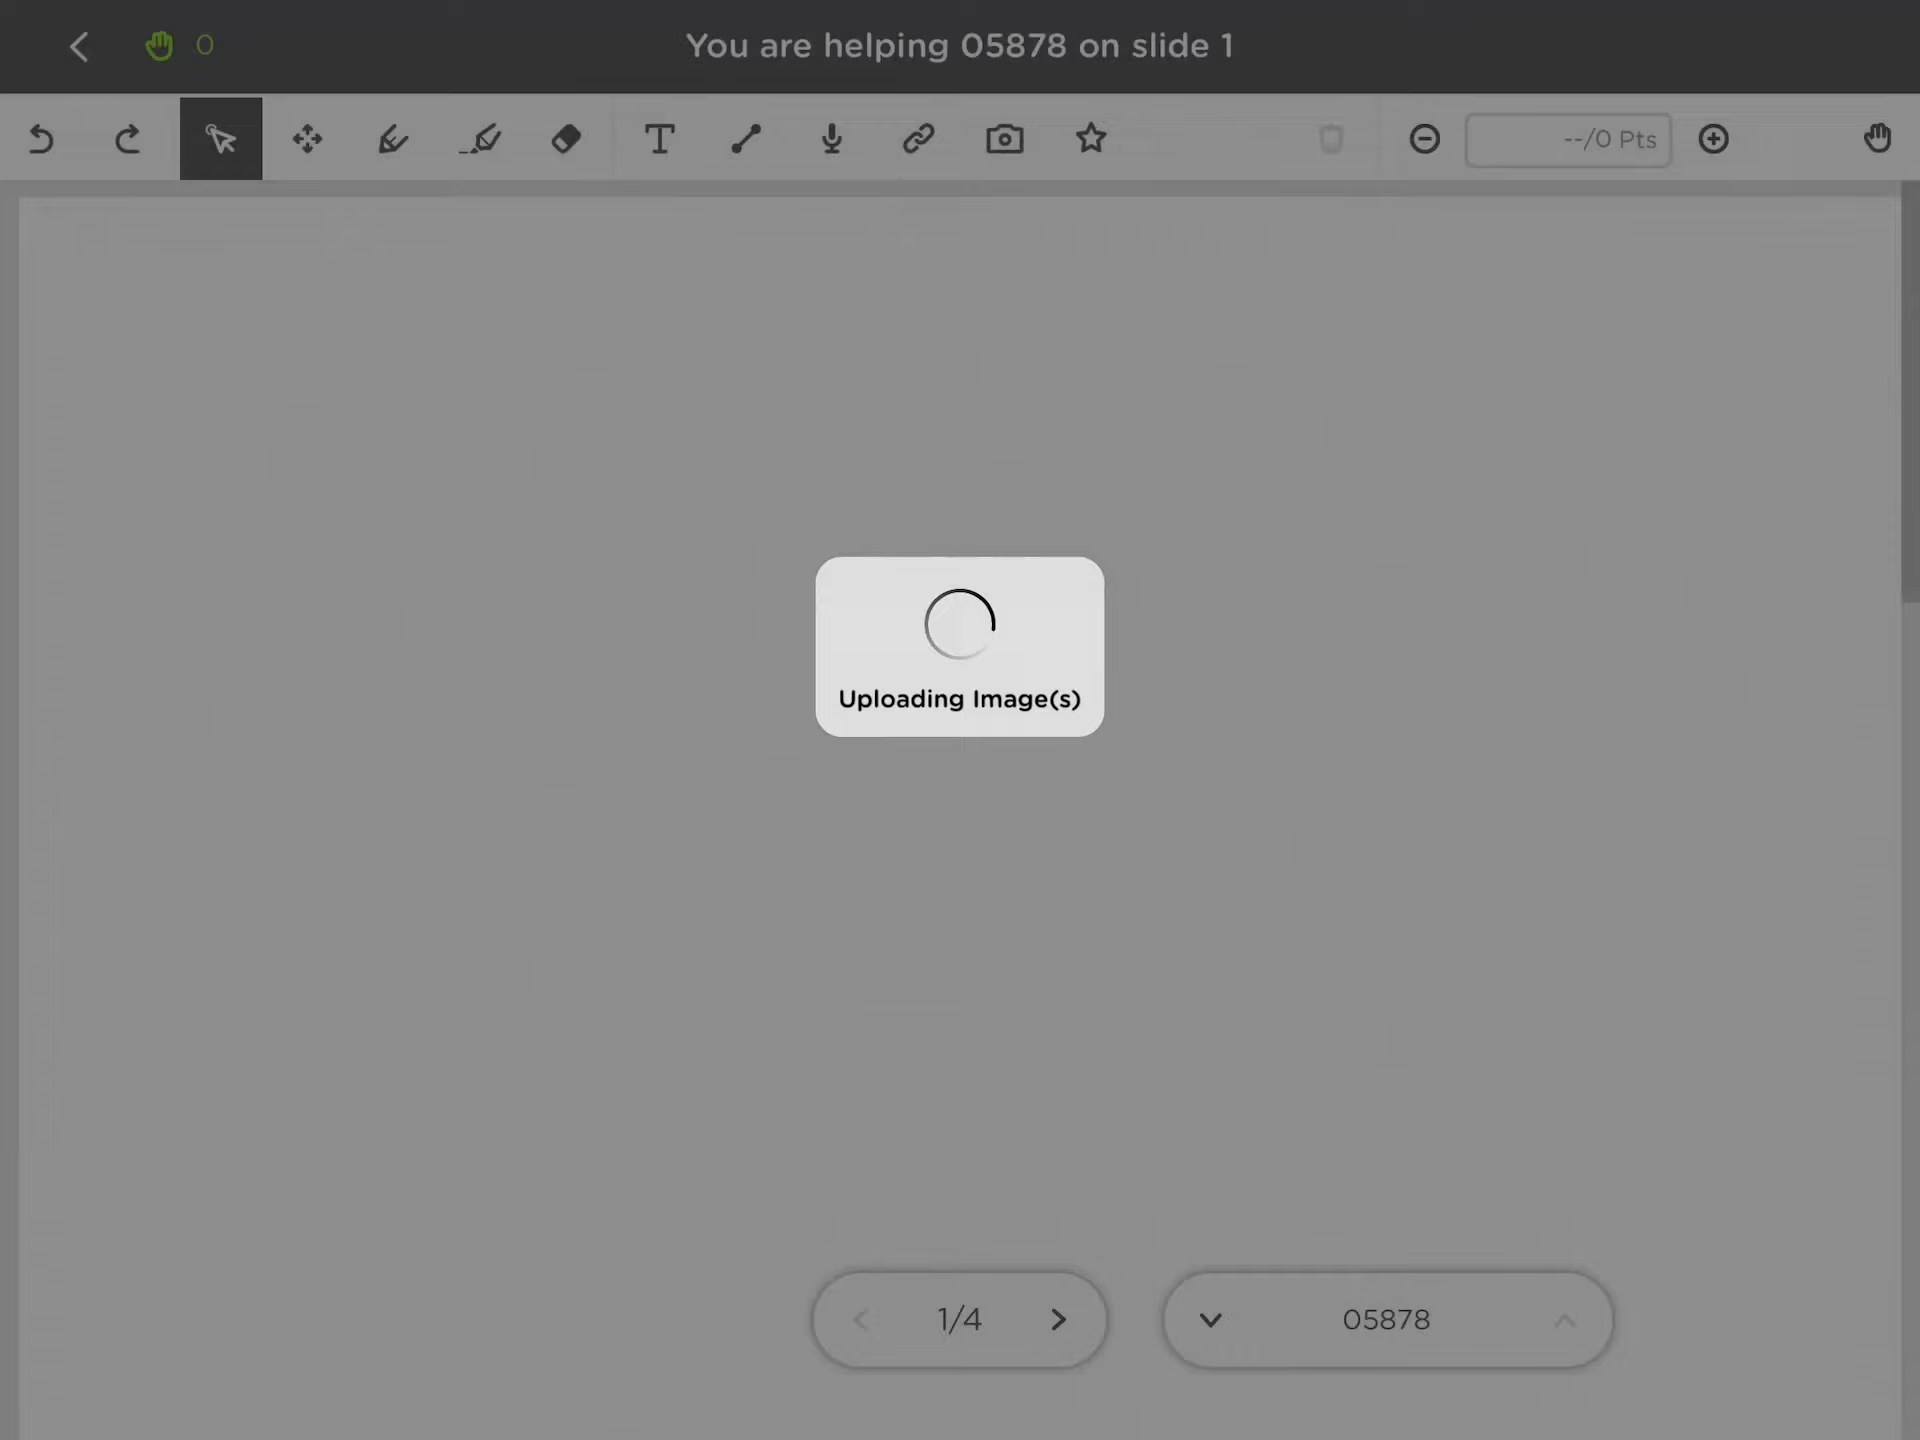 0
You are helping 05878 on slide 1
--/0 Pts
Uploading Image(s)
1/4
05878